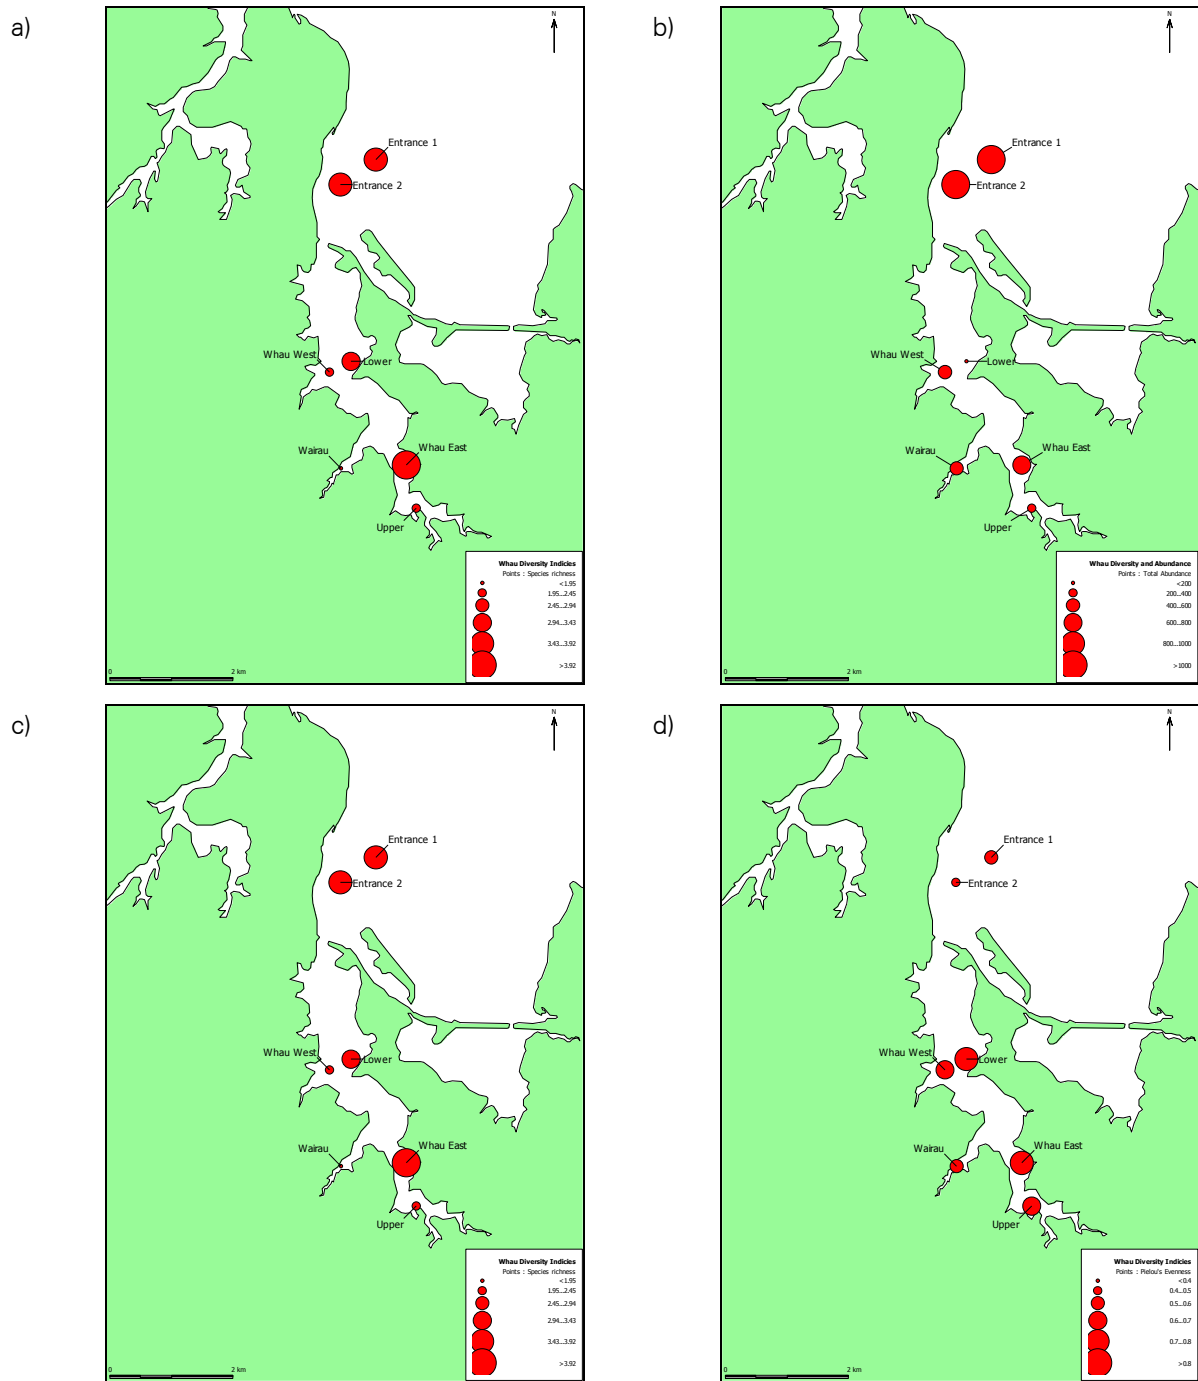 a)
N
Entrance 1
Entrance 2
Whau West
Lower
Wairau
Whau East
Upper
Whau Diversity Indicies
Points : Species richness
<1.95
1.95...2.45
2.45...2.94
2.94...3.43
3.43...3.92
>3.92
0
2 km
b)
N
Entrance 1
Entrance 2
Whau West
Lower
Wairau
Whau East
Upper
Whau Diversity and Abundance
Points : Total Abundance
<200
200...400
400...600
600...800
800...1000
>1000
0
2 km
c)
N
Entrance 1
Entrance 2
Whau West
Lower
Wairau
Whau East
Upper
Whau Diversity Indicies
Points : Species richness
<1.95
1.95...2.45
2.45...2.94
2.94...3.43
3.43...3.92
>3.92
0
2 km
d)
N
Entrance 1
Entrance 2
Whau West
Lower
Wairau
Whau East
Upper
Whau Diversity Indicies
Points : Pielou's Evenness
<0.4
0.4...0.5
0.5...0.6
0.6...0.7
0.7...0.8
>0.8
0
2 km